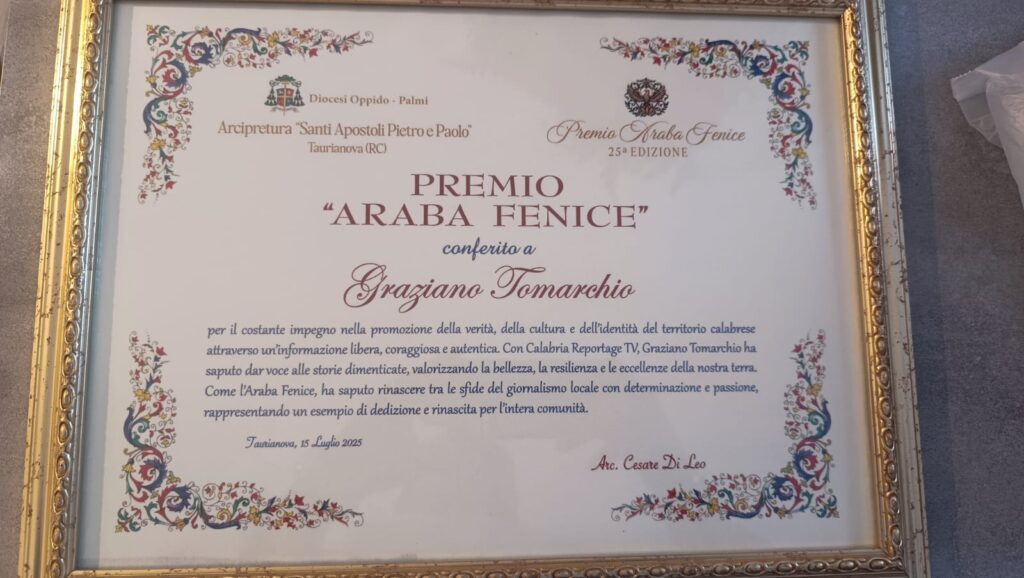 Diocesi Oppido - Palmi
Arcipretura "Santi Apostoli Pietro e Paolo"
Taurianova (RC)
Premio Araba Fenice
25ª EDIZIONE
PREMIO
“ARABA FENICE”
conferito a
Graziano Tomarchio
per il costante impegno nella promozione della verità, della cultura e dell'identità del territorio calabrese
attraverso un'informazione libera, coraggiosa e autentica. Con Calabria Reportage TV, Graziano Tomarchio ha
saputo dar voce alle storie dimenticate, valorizzando la bellezza, la resilienza e le eccellenze della nostra terra.
Come l'Araba Fenice, ha saputo rinascere tra le sfide del giornalismo locale con determinazione e passione,
rappresentando un esempio di dedizione e rinascita per l'intera comunità.
Taurianova, 15 Luglio 2025
Arc. Cesare Di Leo